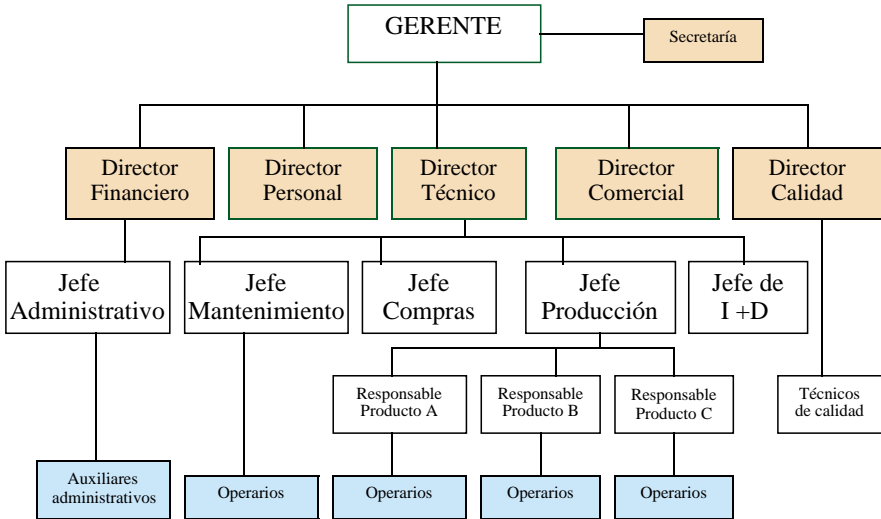 GERENTE
Secretaría
Director
Financiero
Director
Personal
Director
Técnico
Director
Comercial
Director
Calidad
Jefe
Administrativo
Jefe
Mantenimiento
Jefe
Compras
Jefe
Producción
Jefe de
I +D
Responsable
Producto A
Responsable
Producto B
Responsable
Producto C
Técnicos
de calidad
Auxiliares
administrativos
Operarios
Operarios
Operarios
Operarios